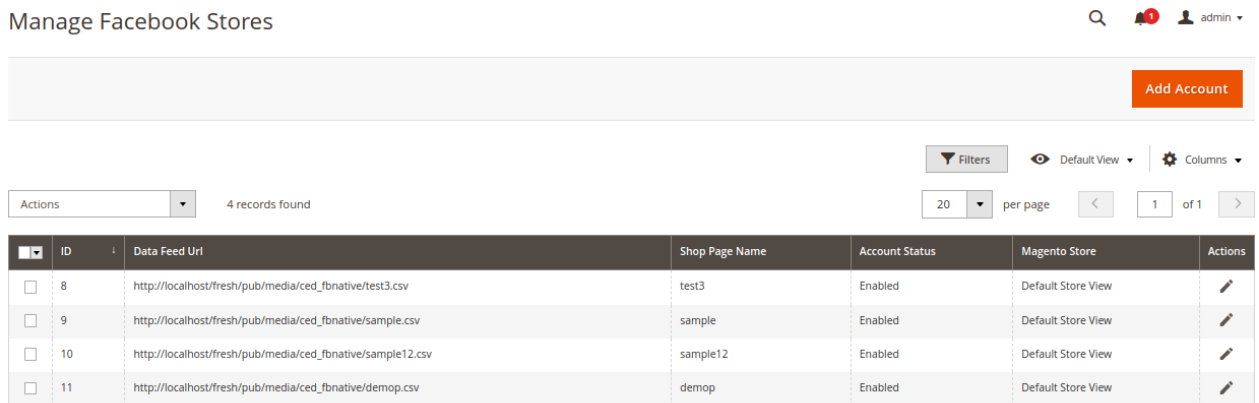 Manage Facebook Stores
1
admin
Add Account
Filters
Default View
Columns
Actions
4 records found
20
per page
1
of 1
ID ↓ Data Feed Url Shop Page Name Account Status Magento Store Actions
8 http://localhost/fresh/pub/media/ced_fbnative/test3.csv test3 Enabled Default Store View
9 http://localhost/fresh/pub/media/ced_fbnative/sample.csv sample Enabled Default Store View
10 http://localhost/fresh/pub/media/ced_fbnative/sample12.csv sample12 Enabled Default Store View
11 http://localhost/fresh/pub/media/ced_fbnative/demop.csv demop Enabled Default Store View